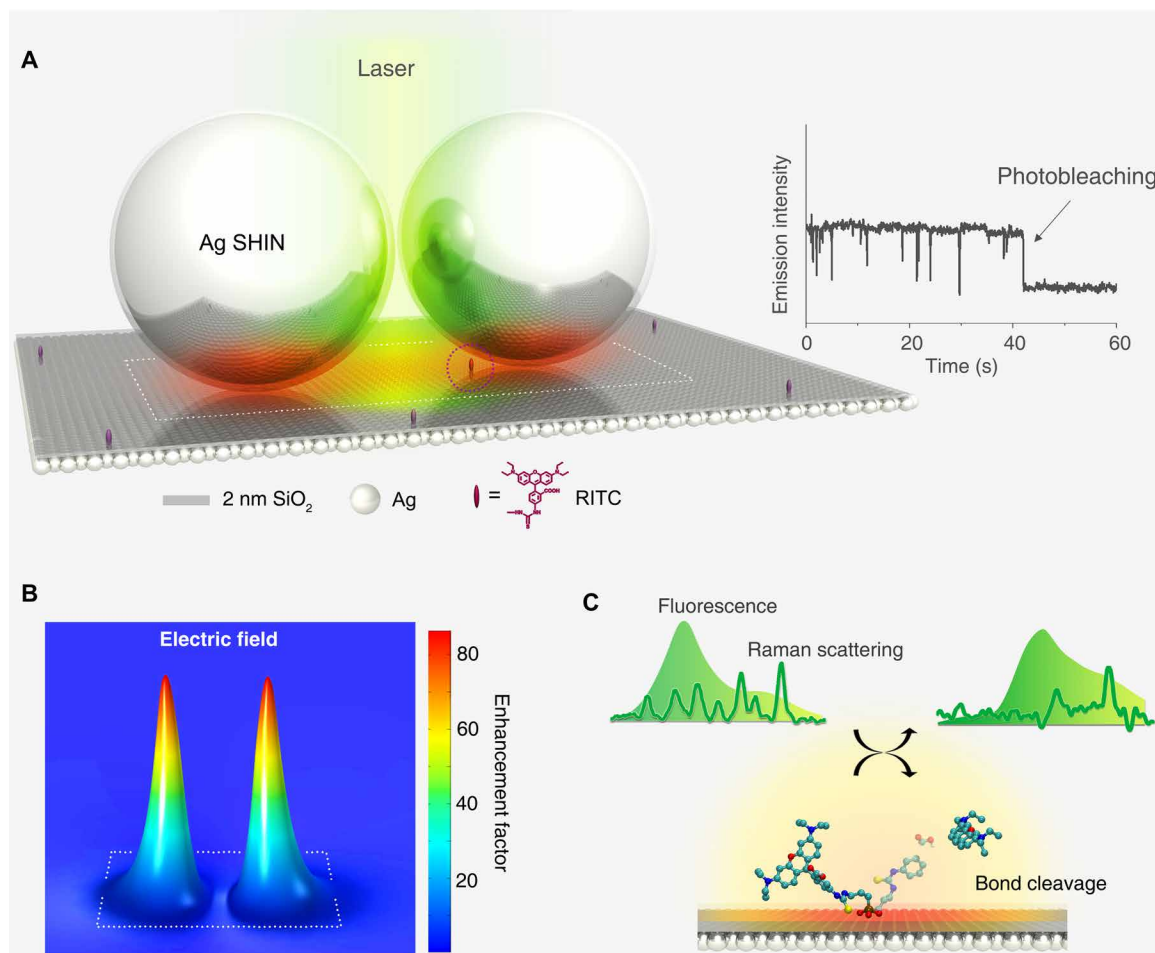 A
Laser
Ag SHIN
Emission intensity
Photobleaching
0 20 40 60
Time (s)
2 nm SiO₂
Ag
= RITC
COOH
B
Electric field
80
60
40
20
Enhancement factor
C
Fluorescence
Raman scattering
Bond cleavage